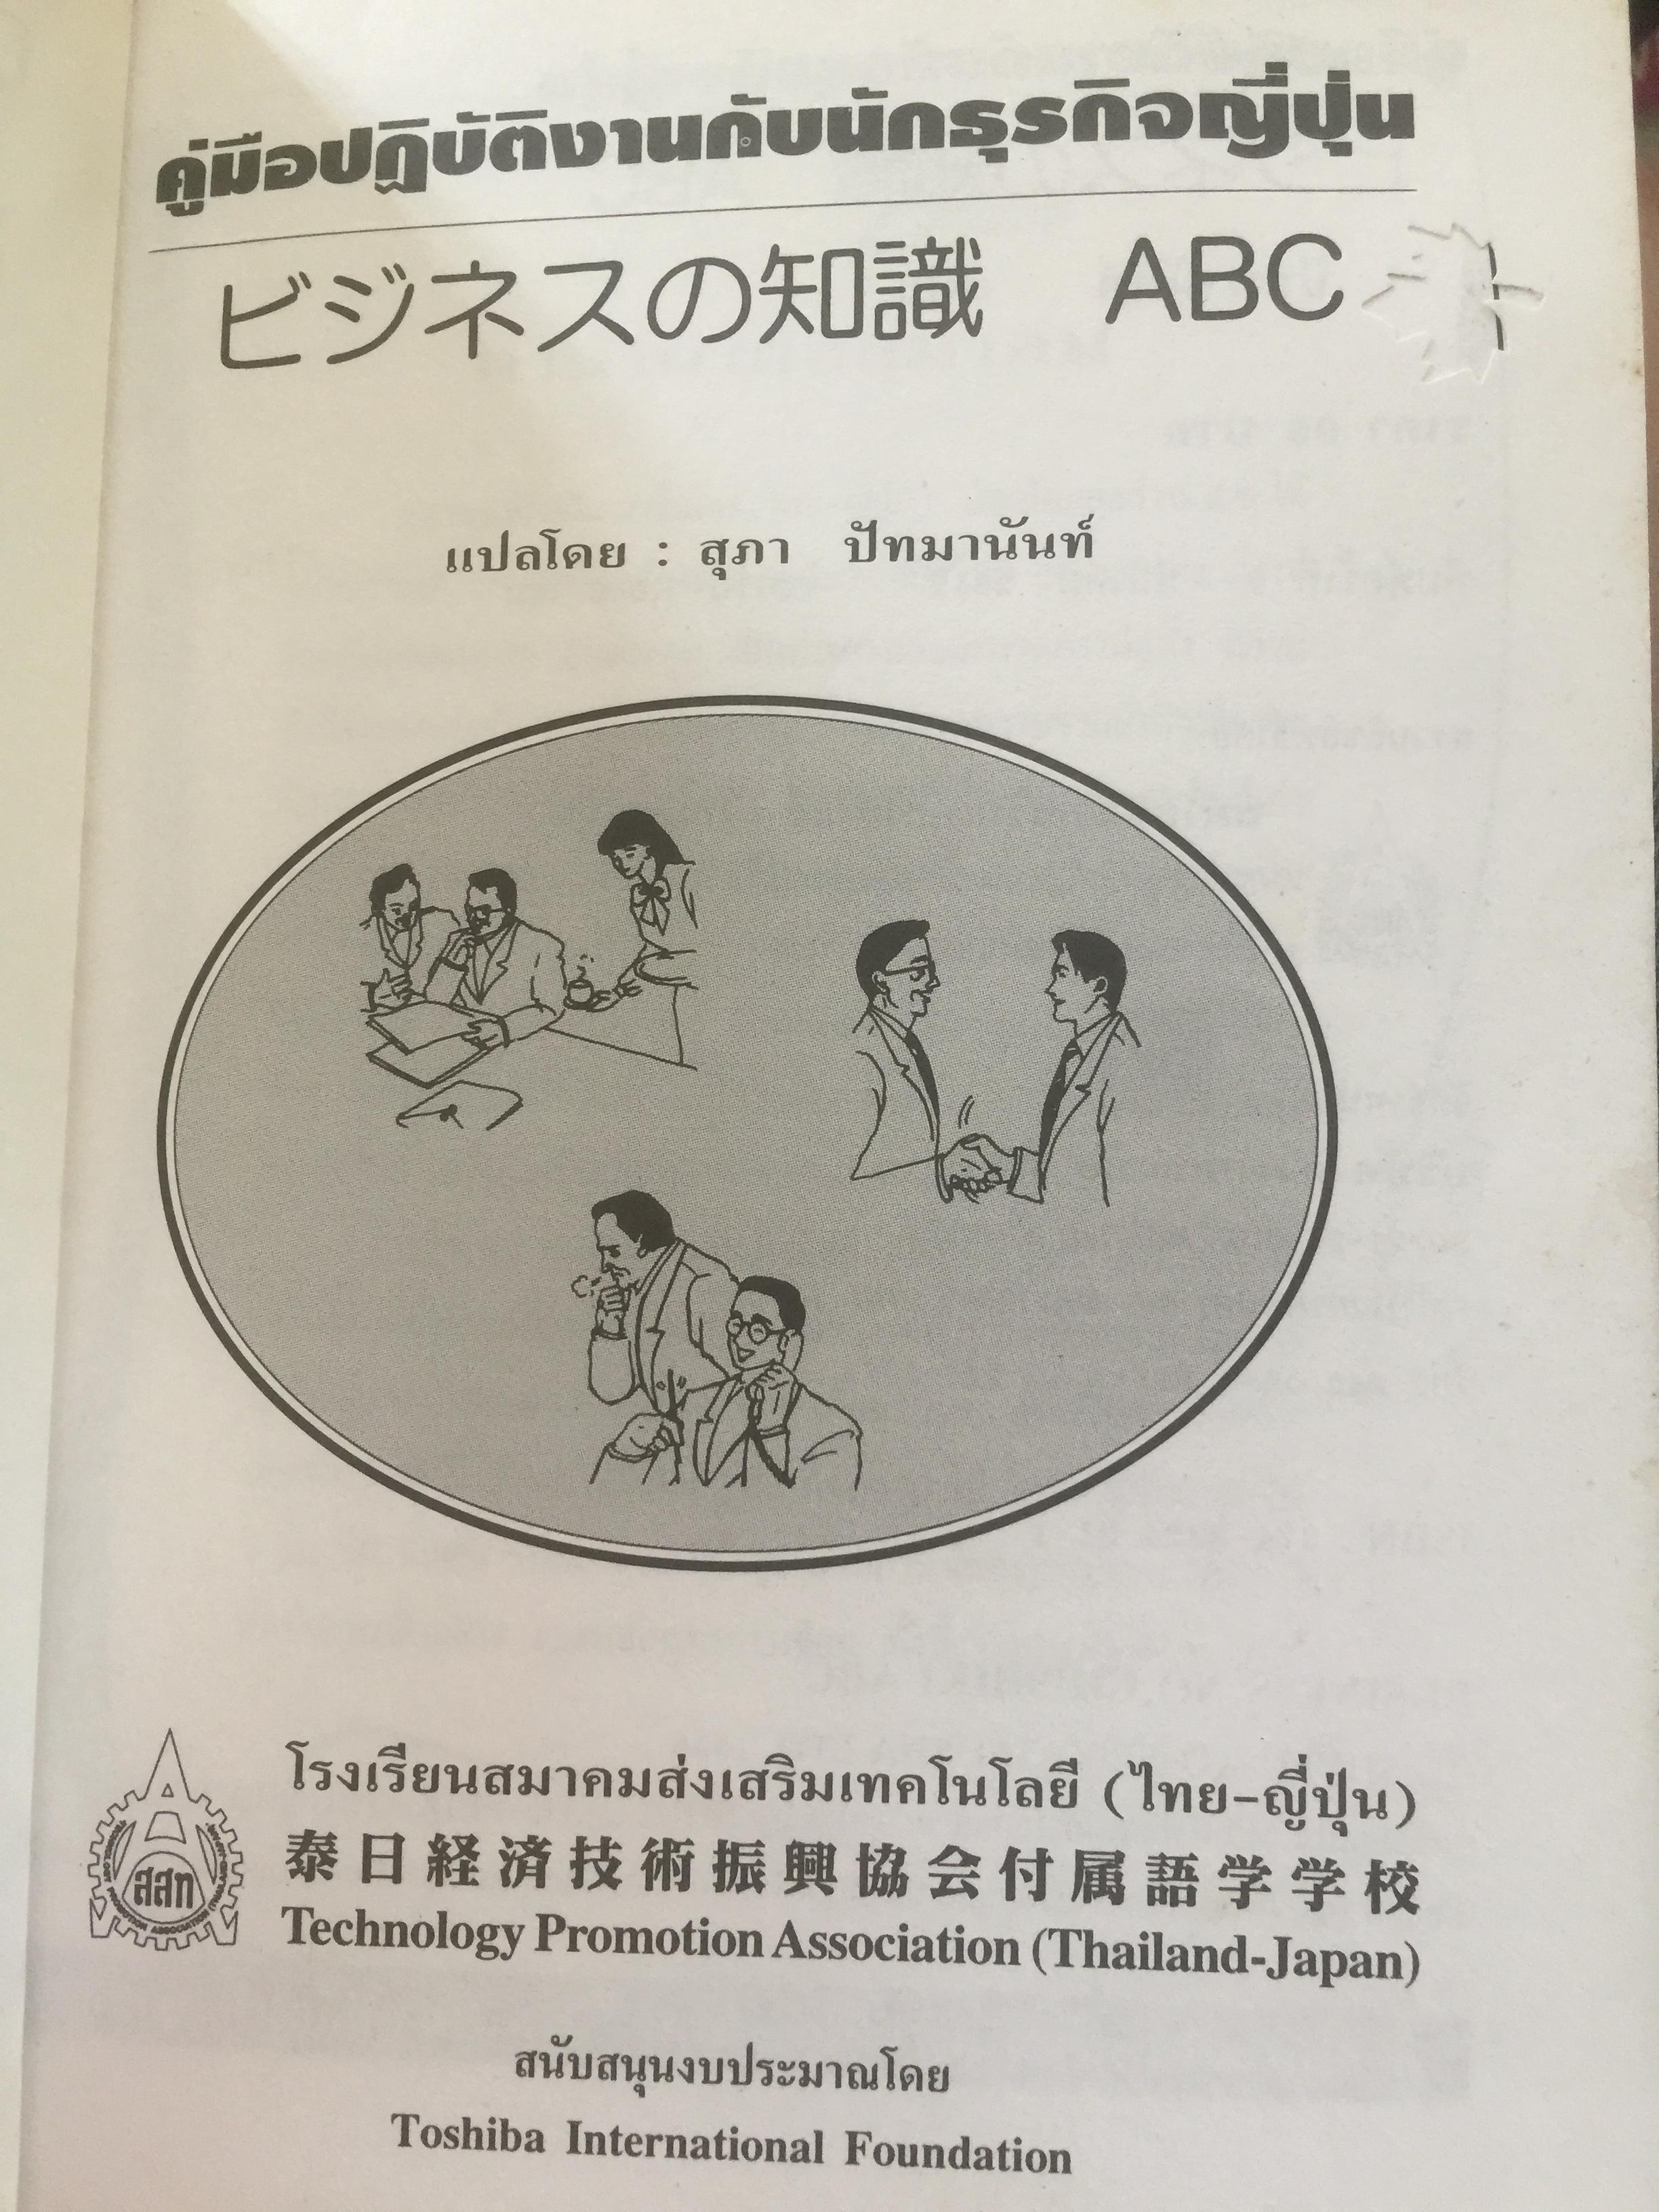 คู่มือปฏิบัติงานกับนักธุรกิจญี่ปุ่น
ビジネスの知識 ABC
แปลโดย : สุภา ปัทมานันท์
สสท
โรงเรียนสมาคมส่งเสริมเทคโนโลยี (ไทย-ญี่ปุ่น)
泰日経済技術振興協会付属語学学校
Technology Promotion Association (Thailand-Japan)
สนับสนุนงบประมาณโดย
Toshiba International Foundation